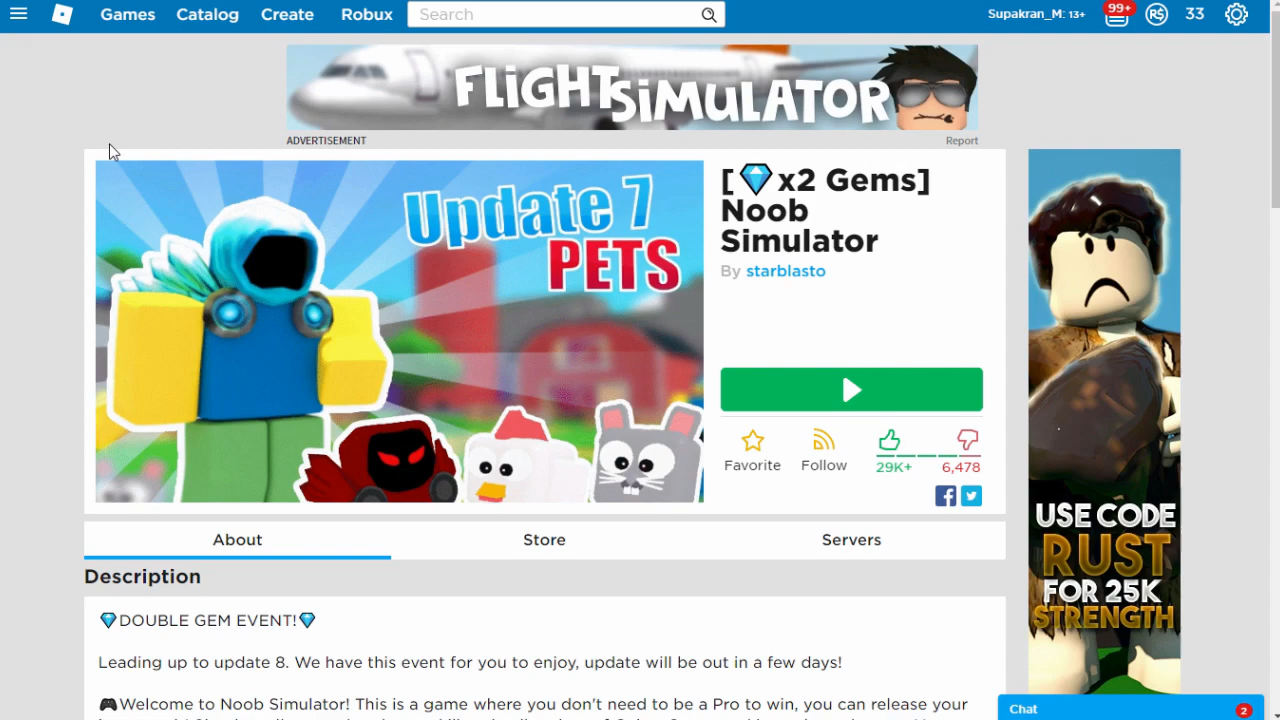 Games Catalog Create Robux Search Supakran_M: 13+ 99+ R$ 33
FLIGHT SIMULATOR
ADVERTISEMENT Report
Update 7
PETS
[💎x2 Gems]
Noob
Simulator
By starblasto
Favorite Follow 29K+ 6,478
USE CODE
RUST
FOR 25K
STRENGTH
About Store Servers
Description
💎DOUBLE GEM EVENT!💎
Leading up to update 8. We have this event for you to enjoy, update will be out in a few days!
🎮Welcome to Noob Simulator! This is a game where you don't need to be a Pro to win, you can release your
Chat 2